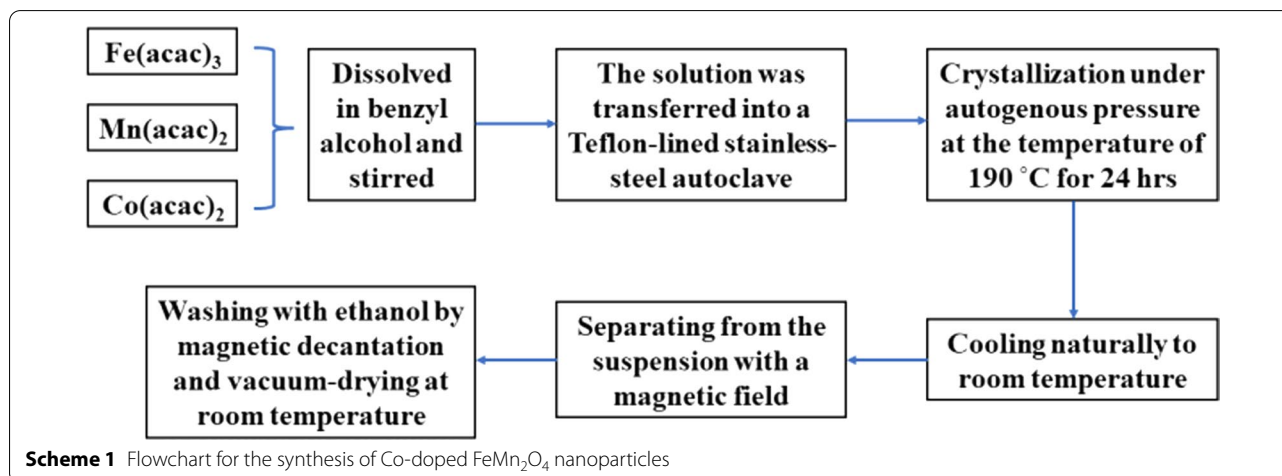 Fe(acac)₃
Mn(acac)₂
Co(acac)₂
Dissolved
in benzyl
alcohol and
stirred
The solution was
transferred into a
Teflon-lined stainless-
steel autoclave
Crystallization under
autogenous pressure
at the temperature of
190 °C for 24 hrs
Cooling naturally to
room temperature
Separating from the
suspension with a
magnetic field
Washing with ethanol by
magnetic decantation
and vacuum-drying at
room temperature
Scheme 1 Flowchart for the synthesis of Co-doped FeMn₂O₄ nanoparticles